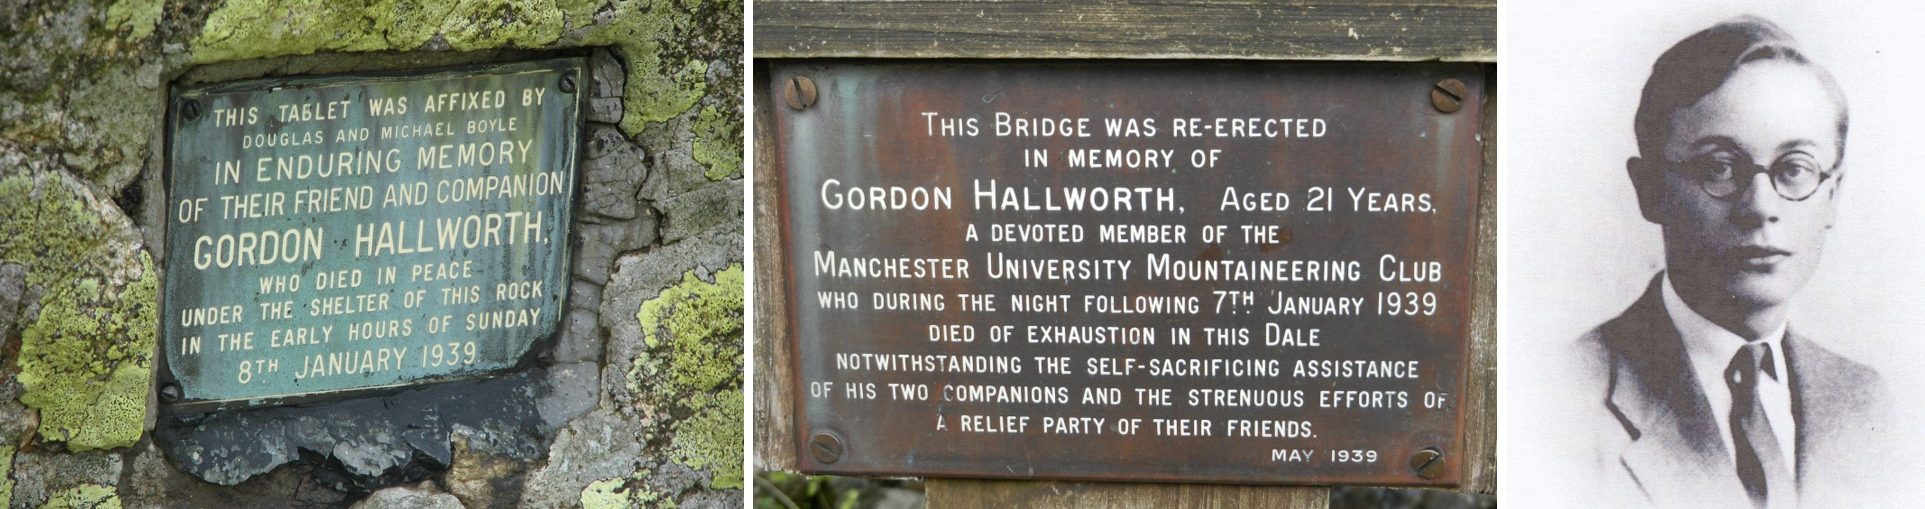 THIS TABLET WAS AFFIXED BY
DOUGLAS AND MICHAEL BOYLE
IN ENDURING MEMORY
OF THEIR FRIEND AND COMPANION
GORDON HALLWORTH,
WHO DIED IN PEACE
UNDER THE SHELTER OF THIS ROCK
IN THE EARLY HOURS OF SUNDAY
8TH JANUARY 1939.
THIS BRIDGE WAS RE-ERECTED
IN MEMORY OF
GORDON HALLWORTH, AGED 21 YEARS,
A DEVOTED MEMBER OF THE
MANCHESTER UNIVERSITY MOUNTAINEERING CLUB
WHO DURING THE NIGHT FOLLOWING 7TH JANUARY 1939
DIED OF EXHAUSTION IN THIS DALE
NOTWITHSTANDING THE SELF-SACRIFICING ASSISTANCE
OF HIS TWO COMPANIONS AND THE STRENUOUS EFFORTS OF
A RELIEF PARTY OF THEIR FRIENDS.
MAY 1939